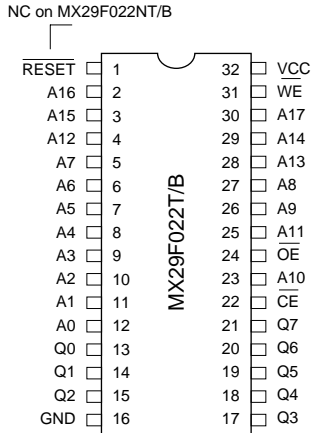 NC on MX29F022NT/B
RESET 1 32 VCC
A16 2 31 WE
A15 3 30 A17
A12 4 29 A14
A7 5 28 A13
A6 6 27 A8
A5 7 26 A9
A4 8 25 A11
A3 9 24 OE
A2 10 23 A10
A1 11 22 CE
A0 12 21 Q7
Q0 13 20 Q6
Q1 14 19 Q5
Q2 15 18 Q4
GND 16 17 Q3
MX29F022T/B